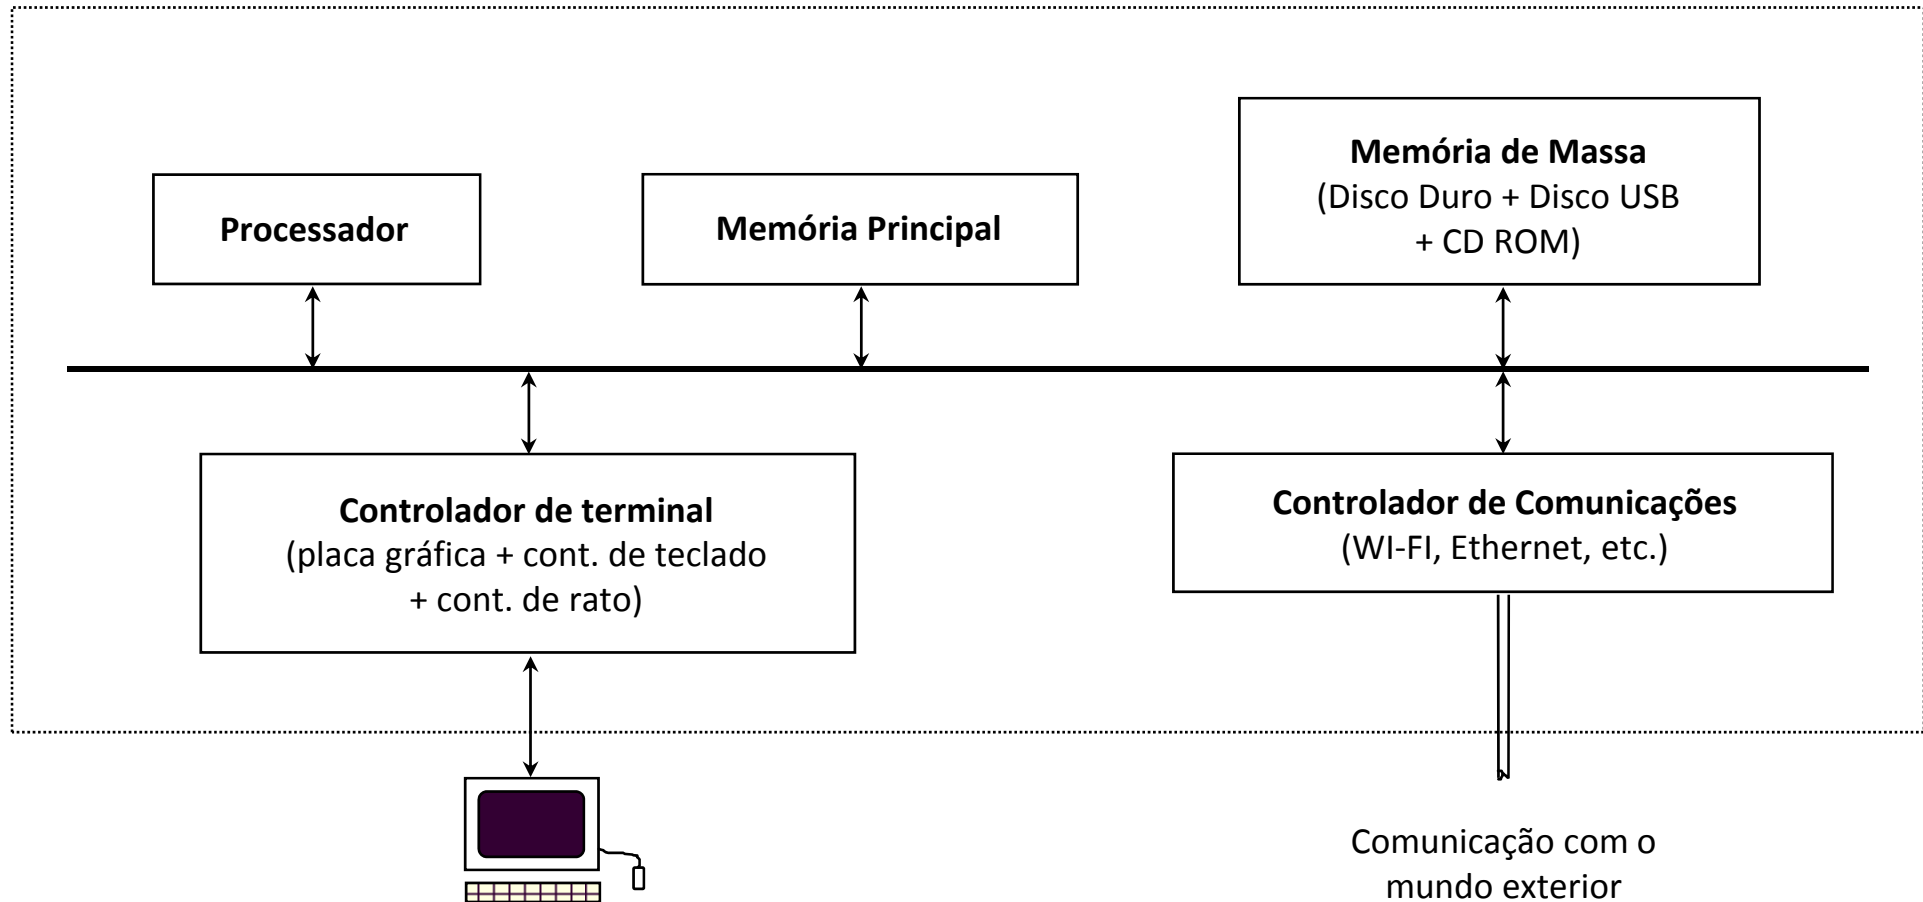 Processador
Memória Principal
Memória de Massa
(Disco Duro + Disco USB
+ CD ROM)
Controlador de terminal
(placa gráfica + cont. de teclado
+ cont. de rato)
Controlador de Comunicações
(WI-FI, Ethernet, etc.)
Comunicação com o
mundo exterior